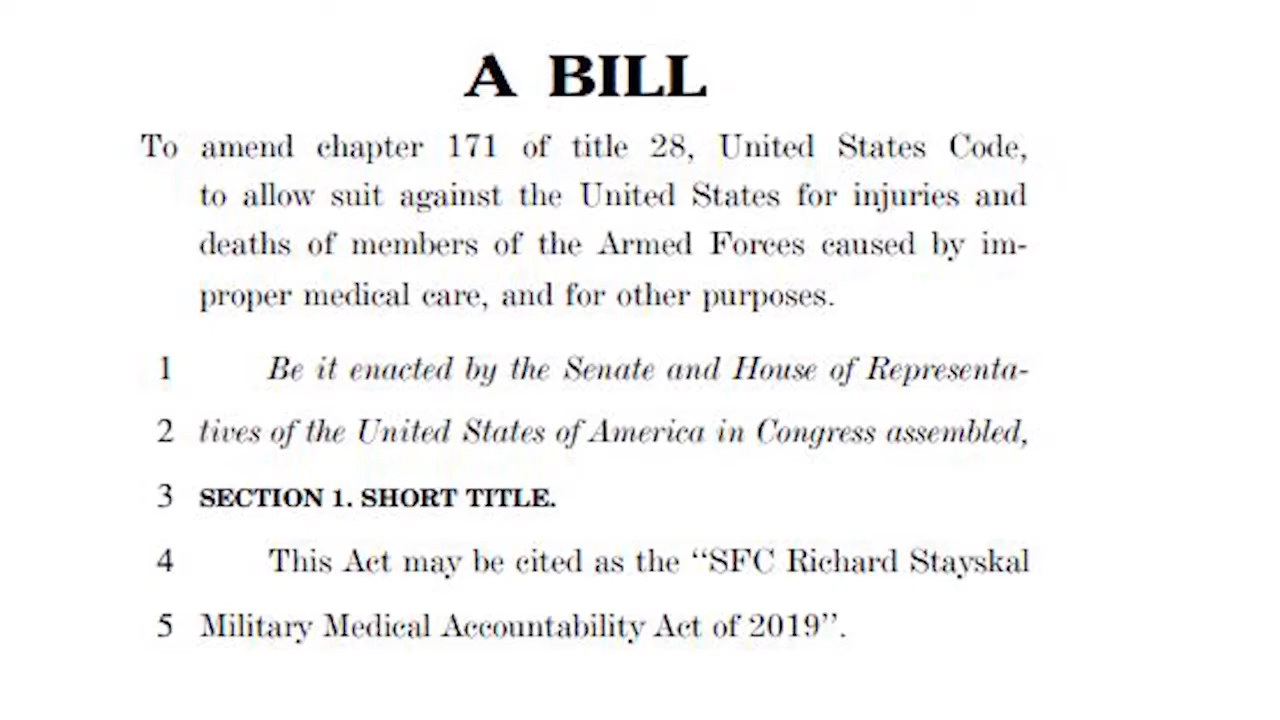 A BILL
To amend chapter 171 of title 28, United States Code,
to allow suit against the United States for injuries and
deaths of members of the Armed Forces caused by im-
proper medical care, and for other purposes.
1 Be it enacted by the Senate and House of Representa-
2 tives of the United States of America in Congress assembled,
3 SECTION 1. SHORT TITLE.
4 This Act may be cited as the ‘‘SFC Richard Stayskal
5 Military Medical Accountability Act of 2019’’.